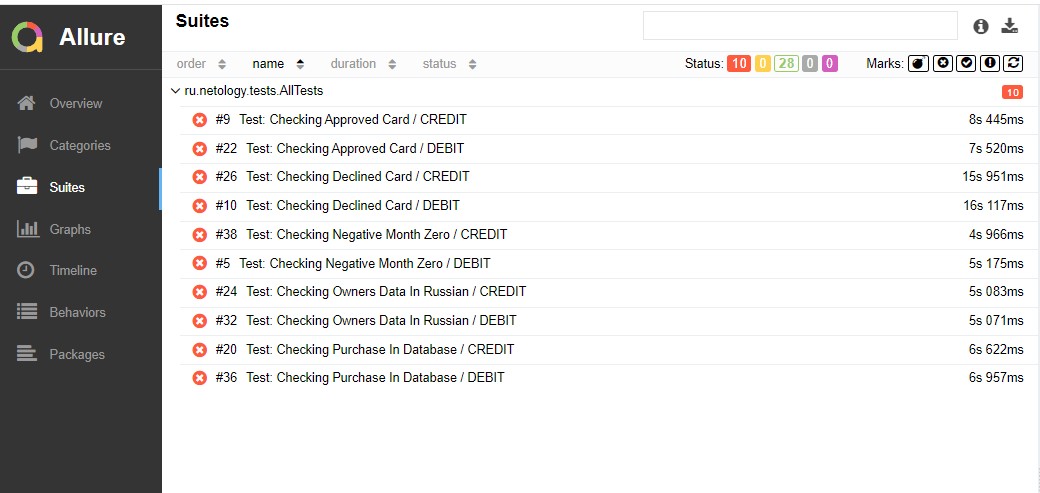 Allure
Suites
order name duration status Status: 10 0 28 0 0 Marks:
ru.netology.tests.AllTests 10
#9 Test: Checking Approved Card / CREDIT 8s 445ms
#22 Test: Checking Approved Card / DEBIT 7s 520ms
#26 Test: Checking Declined Card / CREDIT 15s 951ms
#10 Test: Checking Declined Card / DEBIT 16s 117ms
#38 Test: Checking Negative Month Zero / CREDIT 4s 966ms
#5 Test: Checking Negative Month Zero / DEBIT 5s 175ms
#24 Test: Checking Owners Data In Russian / CREDIT 5s 083ms
#32 Test: Checking Owners Data In Russian / DEBIT 5s 071ms
#20 Test: Checking Purchase In Database / CREDIT 6s 622ms
#36 Test: Checking Purchase In Database / DEBIT 6s 957ms
Overview
Categories
Suites
Graphs
Timeline
Behaviors
Packages